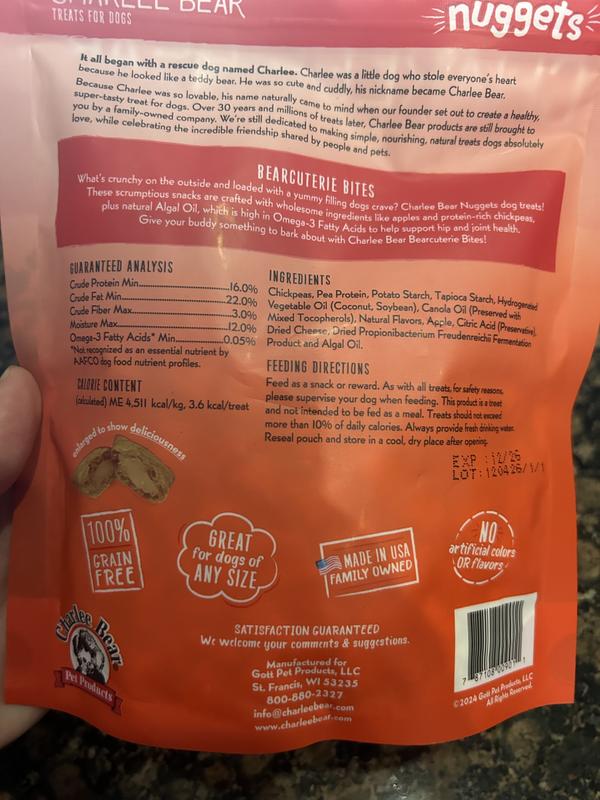 CHARLEE BEAR
TREATS FOR DOGS
nuggets
It all began with a rescue dog named Charlee. Charlee was a little dog who stole everyone's heart
because he looked like a teddy bear. He was so cute and cuddly, his nickname became Charlee Bear.
Because Charlee was so lovable, his name naturally came to mind when our founder set out to create a healthy,
super-tasty treat for dogs. Over 30 years and millions of treats later, Charlee Bear products are still brought to
you by a family-owned company. We're still dedicated to making simple, nourishing, natural treats dogs absolutely
love, while celebrating the incredible friendship shared by people and pets.
BEARCUTERIE BITES
What's crunchy on the outside and loaded with a yummy filling dogs crave? Charlee Bear Nuggets dog treats!
These scrumptious snacks are crafted with wholesome ingredients like apples and protein-rich chickpeas,
plus natural Algal Oil, which is high in Omega-3 Fatty Acids to help support hip and joint health.
Give your buddy something to bark about with Charlee Bear Bearcuterie Bites!
GUARANTEED ANALYSIS
Crude Protein Min.....16.0%
Crude Fat Min.....22.0%
Crude Fiber Max.....3.0%
Moisture Max.....12.0%
Omega-3 Fatty Acids* Min.....0.05%
*Not recognized as an essential nutrient by
AAFCO dog food nutrient profiles.
CALORIE CONTENT
(calculated) ME 4,511 kcal/kg, 3.6 kcal/treat
enlarged to show deliciousness
INGREDIENTS
Chickpeas, Pea Protein, Potato Starch, Tapioca Starch, Hydrogenated
Vegetable Oil (Coconut, Soybean), Canola Oil (Preserved with
Mixed Tocopherols), Natural Flavors, Apple, Citric Acid (Preservative),
Dried Cheese, Dried Propionibacterium Freudenreichii Fermentation
Product and Algal Oil.
FEEDING DIRECTIONS
Feed as a snack or reward. As with all treats, for safety reasons,
please supervise your dog when feeding. This product is a treat
and not intended to be fed as a meal. Treats should not exceed
more than 10% of daily calories. Always provide fresh drinking water.
Reseal pouch and store in a cool, dry place after opening.
EXP :12/26
LOT:120426/1/1
100%
GRAIN
FREE
GREAT
for dogs of
ANY SIZE
MADE IN USA
FAMILY OWNED
NO
artificial colors
OR flavors
Charlee Bear
Pet Products
SATISFACTION GUARANTEED
We welcome your comments & suggestions.
Manufactured for
Gott Pet Products, LLC
St. Francis, WI 53235
800-880-2327
info@charleebear.com
www.charleebear.com
7 87108 00901 1
©2024 Gott Pet Products, LLC
All Rights Reserved.